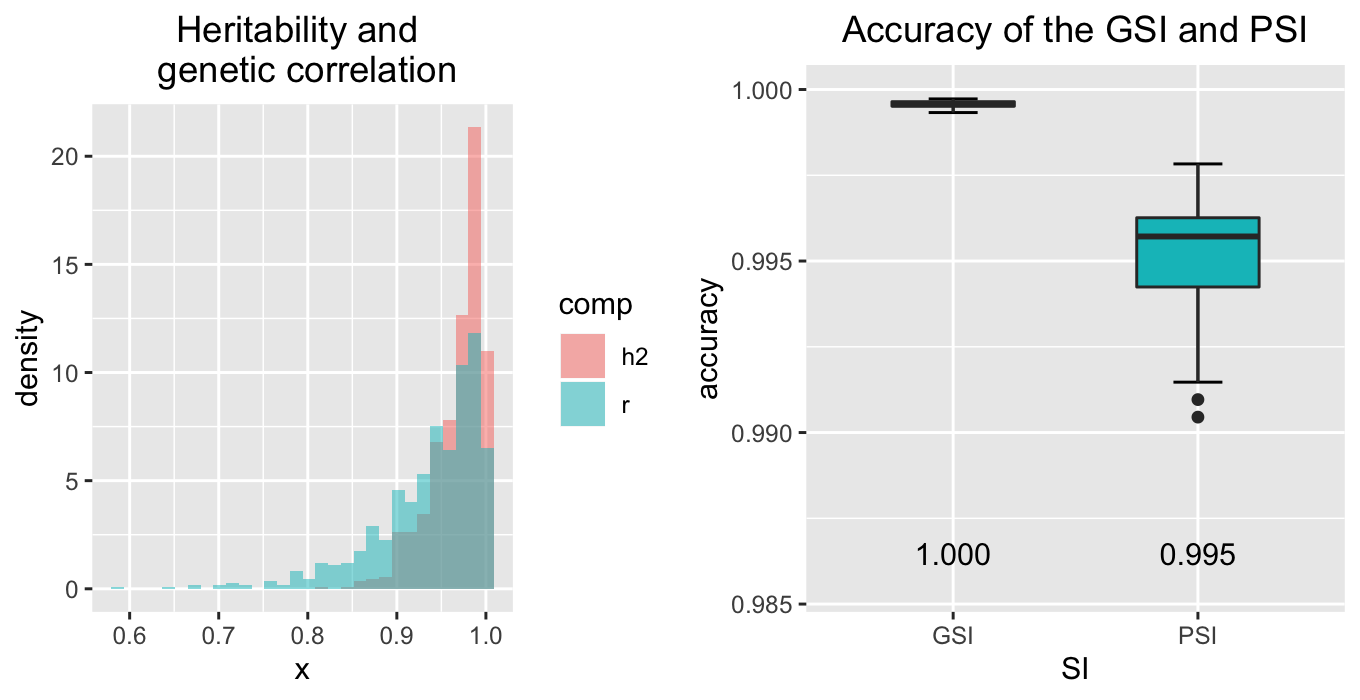 Heritability and
genetic correlation
density
20
15
10
5
0
0.6 0.7 0.8 0.9 1.0
x
comp
h2
r
Accuracy of the GSI and PSI
accuracy
1.000
0.995
0.990
0.985
1.000 0.995
GSI PSI
SI